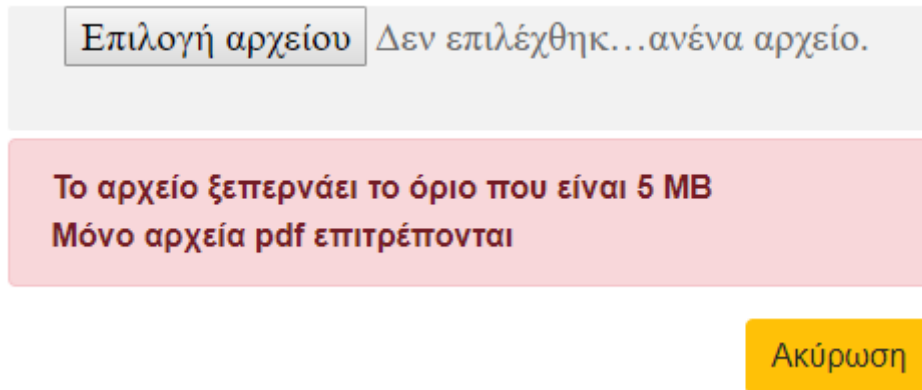 Επιλογή αρχείου Δεν επιλέχθηκ…ανένα αρχείο.
Το αρχείο ξεπερνάει το όριο που είναι 5 MB
Μόνο αρχεία pdf επιτρέπονται
Ακύρωση